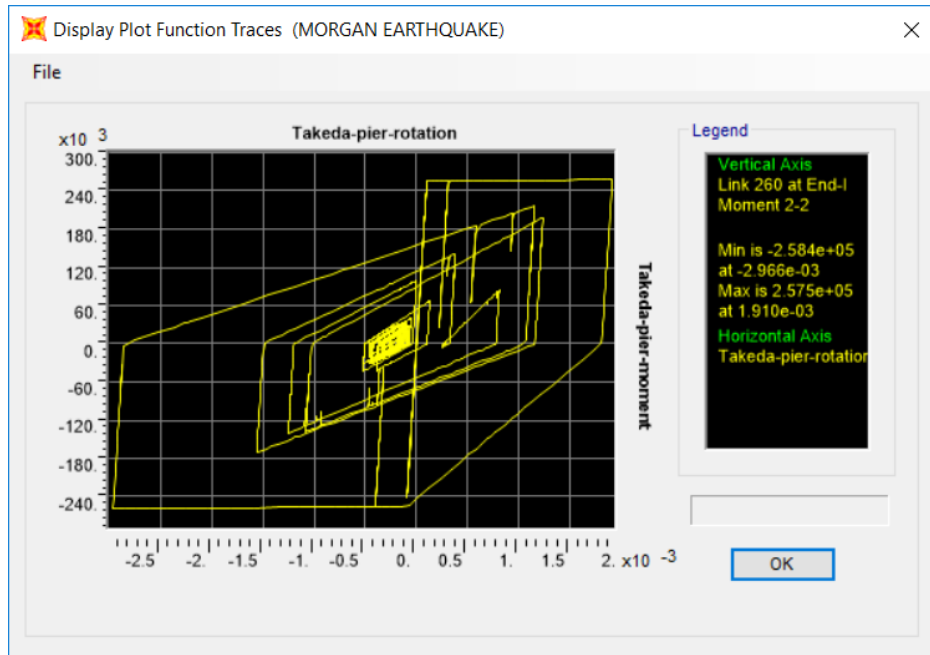 Display Plot Function Traces (MORGAN EARTHQUAKE)
File
Takeda-pier-rotation
x10 3
300.
240.
180.
120.
60.
0.
-60.
-120.
-180.
-240.
Takeda-pier-moment
-2.5 -2. -1.5 -1. -0.5 0. 0.5 1. 1.5 2. x10 -3
Legend
Vertical Axis
Link 260 at End-I
Moment 2-2
Min is -2.584e+05
at -2.966e-03
Max is 2.575e+05
at 1.910e-03
Horizontal Axis
Takeda-pier-rotation
OK